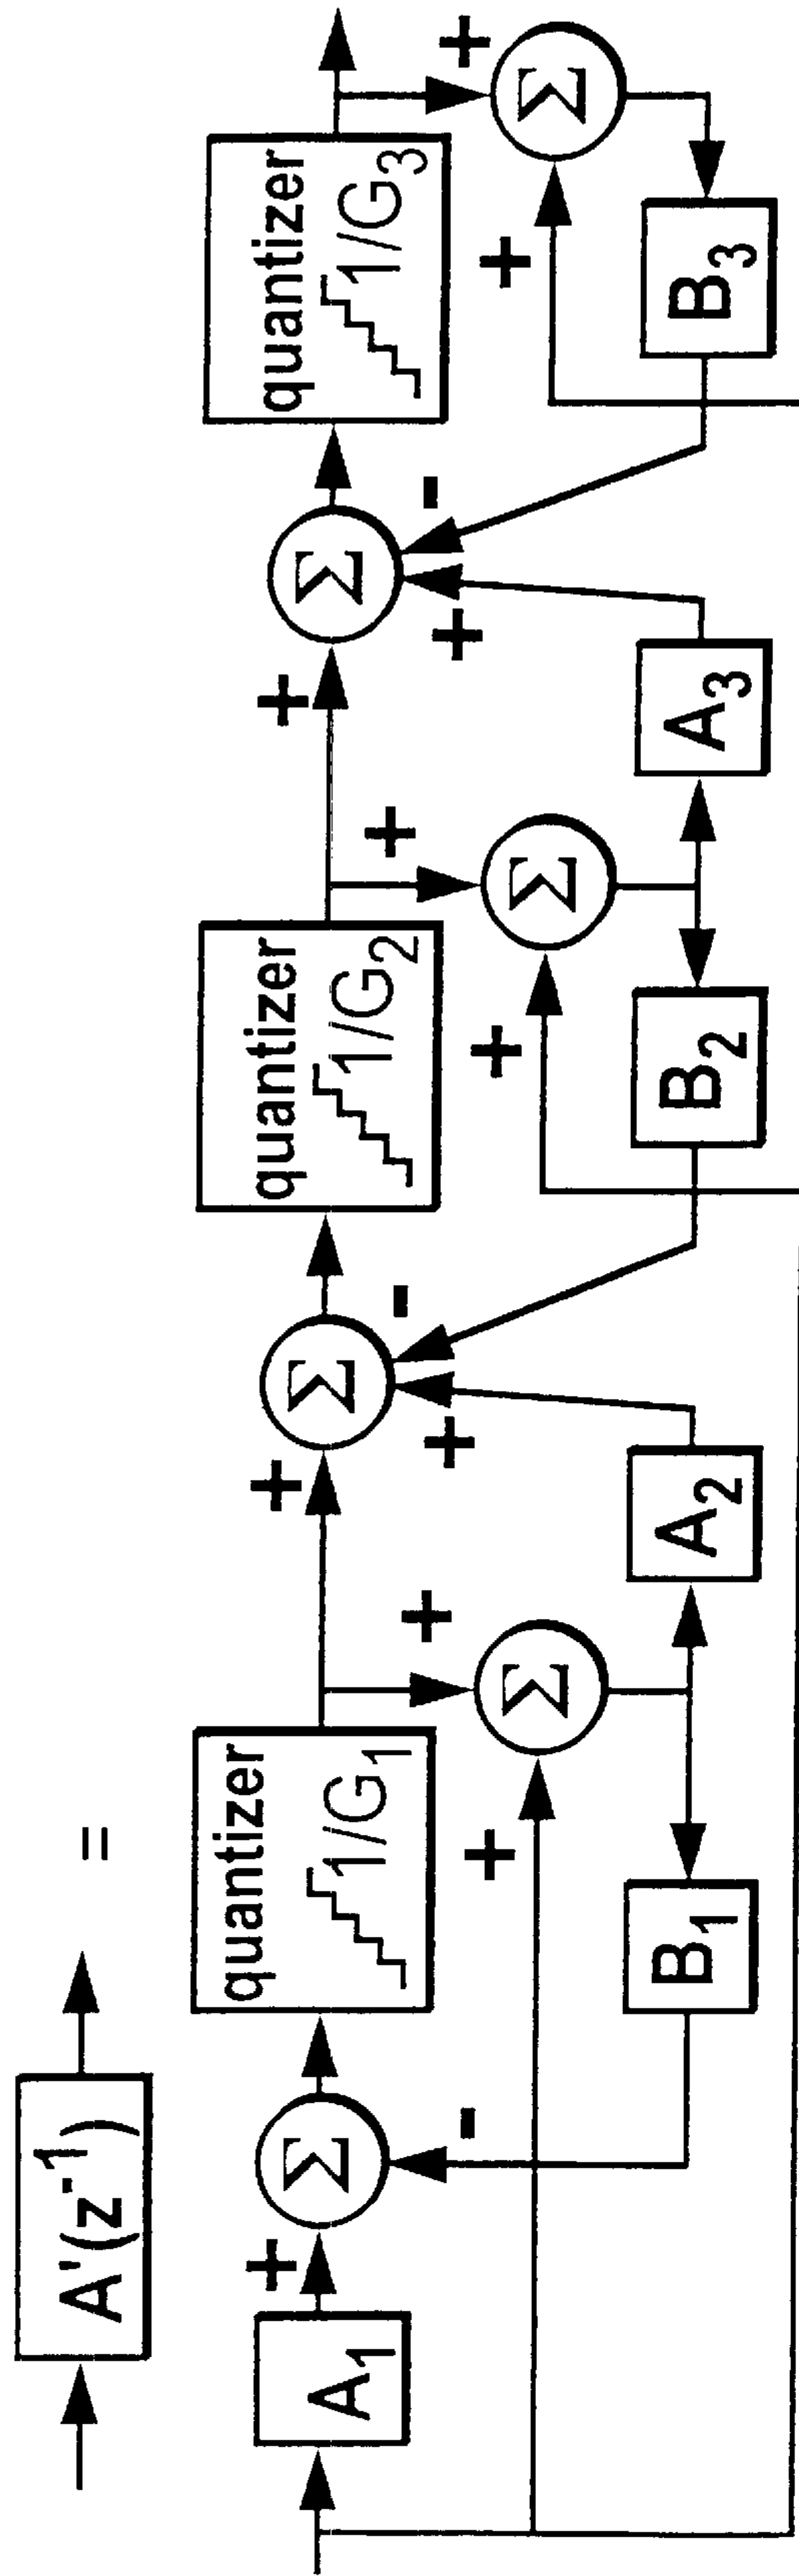 A'(z⁻¹)
=
A₁
+
Σ
-
quantizer
1/G₁
+
Σ
+
B₁
A₂
+
+
Σ
-
quantizer
1/G₂
+
Σ
+
B₂
A₃
+
+
Σ
-
quantizer
1/G₃
+
Σ
+
B₃